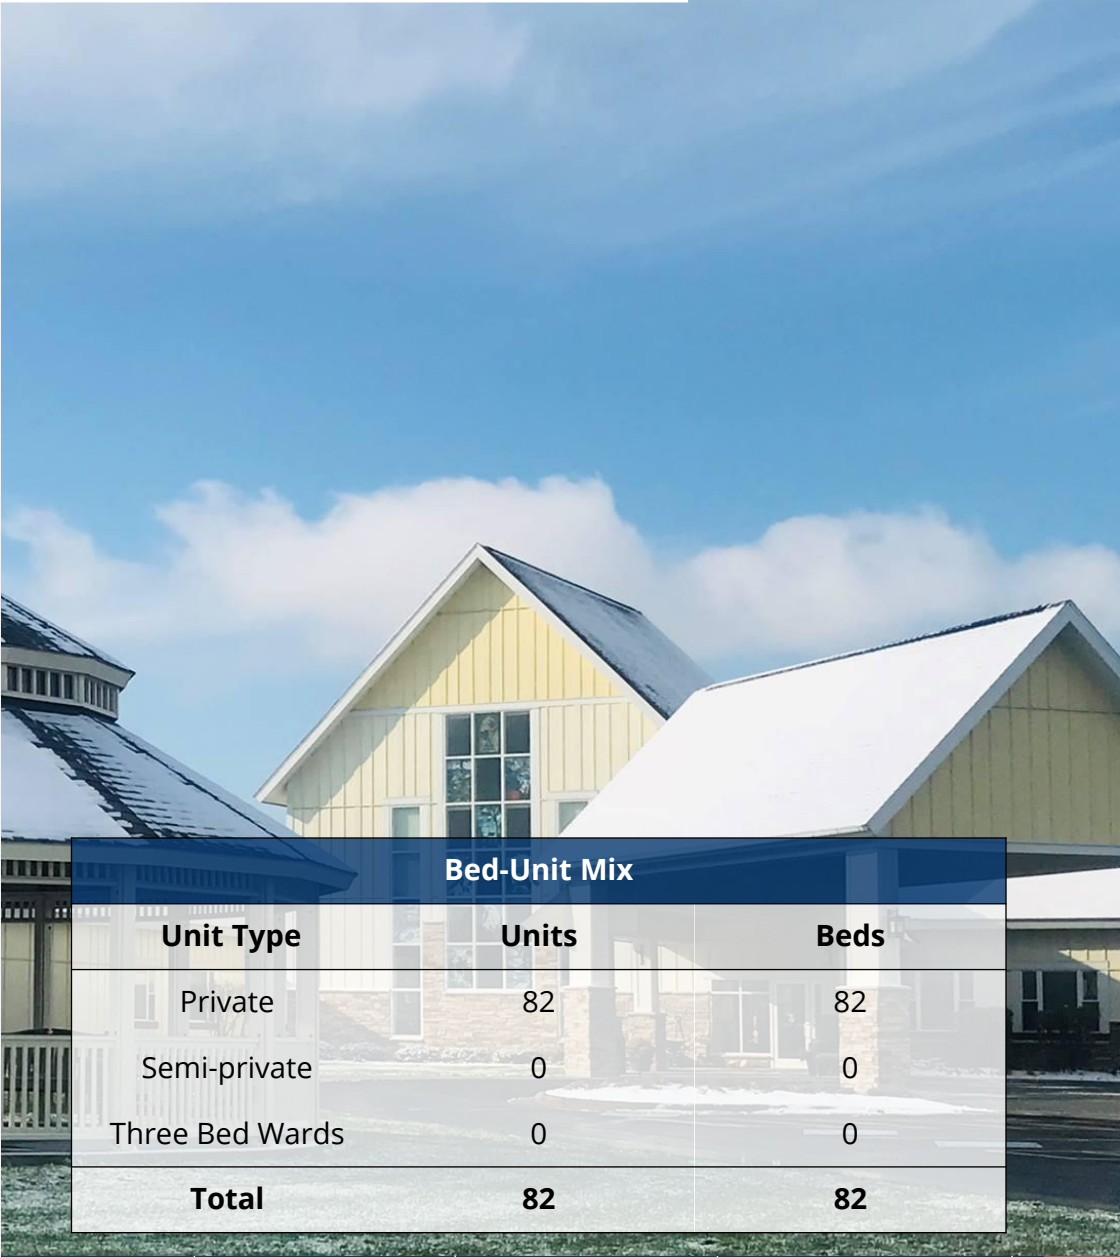 Bed-Unit Mix
Unit Type Units Beds
Private 82 82
Semi-private 0 0
Three Bed Wards 0 0
Total 82 82